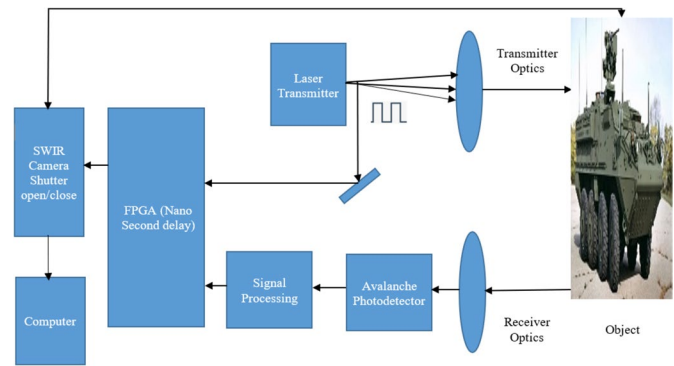 Laser
Transmitter
Transmitter
Optics
SWIR
Camera
Shutter
open/close
FPGA (Nano
Second delay)
Signal
Processing
Avalanche
Photodetector
Computer
Receiver
Optics
Object